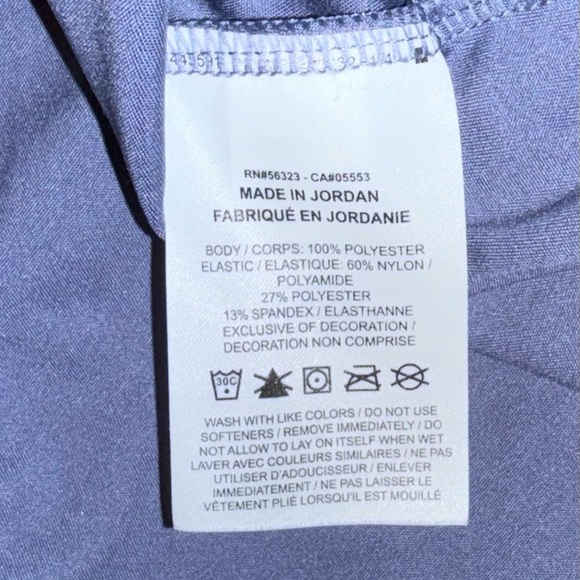 RN#56323 - CA#05553
MADE IN JORDAN
FABRIQUÉ EN JORDANIE
BODY / CORPS: 100% POLYESTER
ELASTIC / ELASTIQUE: 60% NYLON /
POLYAMIDE
27% POLYESTER
13% SPANDEX / ELASTHANNE
EXCLUSIVE OF DECORATION /
DECORATION NON COMPRISE
30C
WASH WITH LIKE COLORS / DO NOT USE
SOFTENERS / REMOVE IMMEDIATELY / DO
NOT ALLOW TO LAY ON ITSELF WHEN WET
LAVER AVEC COULEURS SIMILAIRES / NE PAS
UTILISER D'ADOUCISSEUR / ENLEVER
IMMEDIATEMENT / NE PAS LAISSER LE
VÊTEMENT PLIÉ LORSQU'IL EST MOUILLÉ